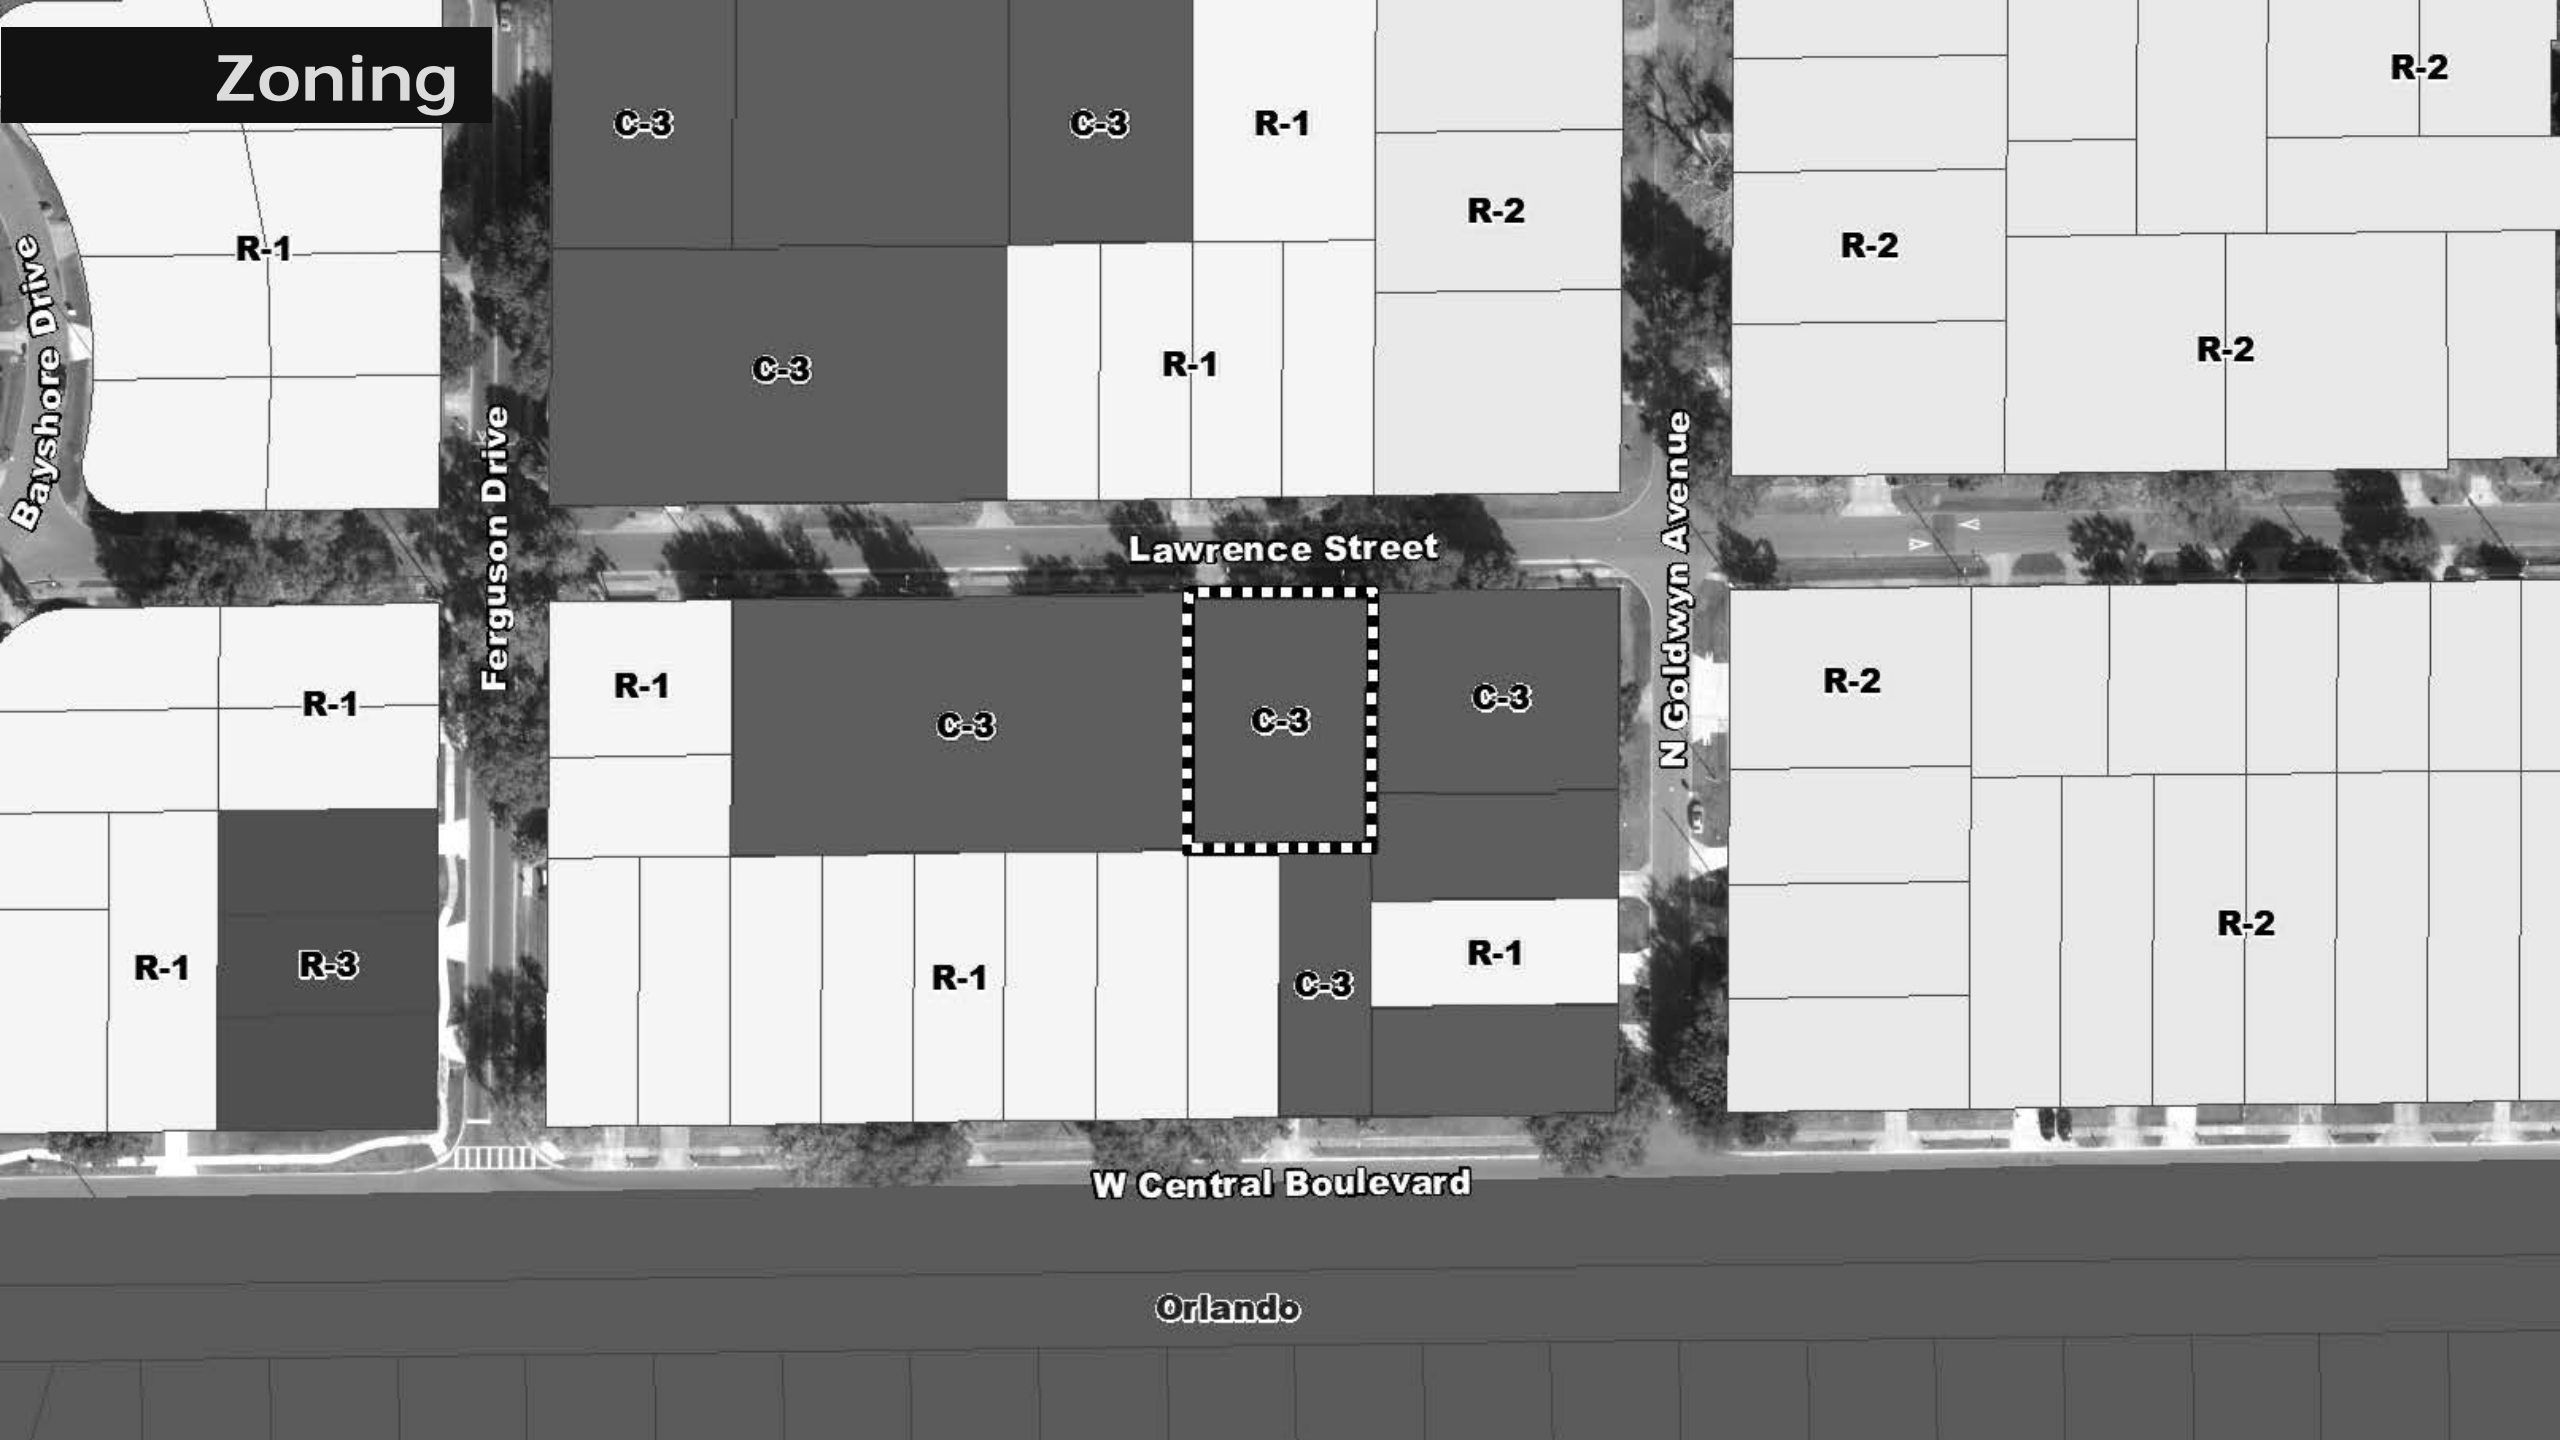 Zoning
R-2
C-3
C-3
R-1
R-2
R-1
R-2
Bayshore Drive
C-3
R-1
R-2
Ferguson Drive
Lawrence Street
N Goldwyn Avenue
R-1
R-1
C-3
C-3
C-3
R-2
R-1
R-3
R-1
C-3
R-1
R-2
W Central Boulevard
Orlando